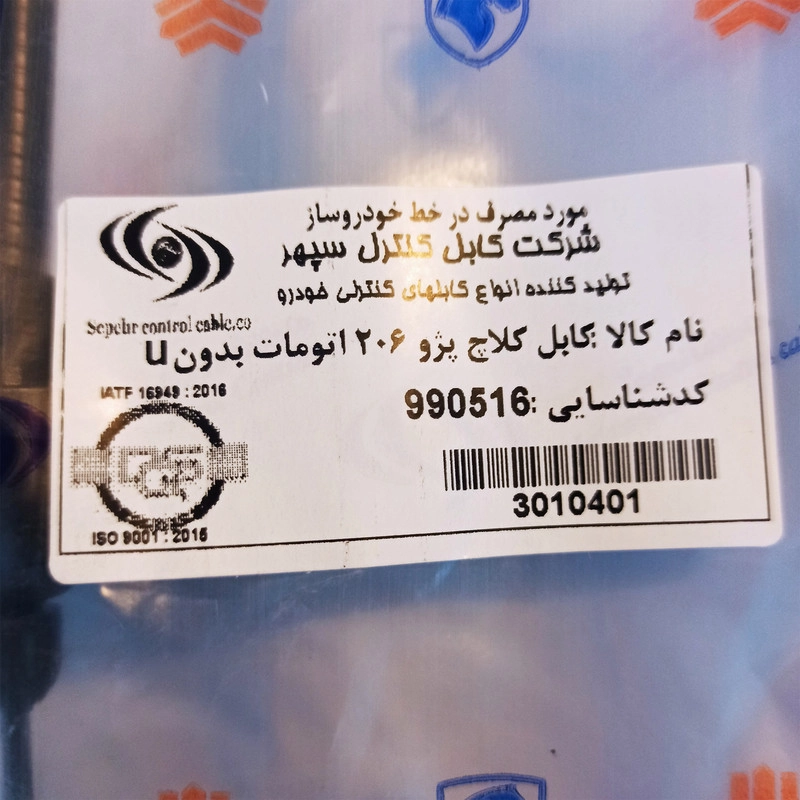 مورد مصرف در خط خودروساز
شرکت کابل کنترل سپهر
تولید کننده انواع کابلهای کنترلی خودرو
Sepehr control cable.co
نام کالا :کابل کلاچ پژو ۲۰۶ اتومات بدون u
IATF 16949 : 2016
کدشناسایی :990516
3010401
ISO 9001 : 2015